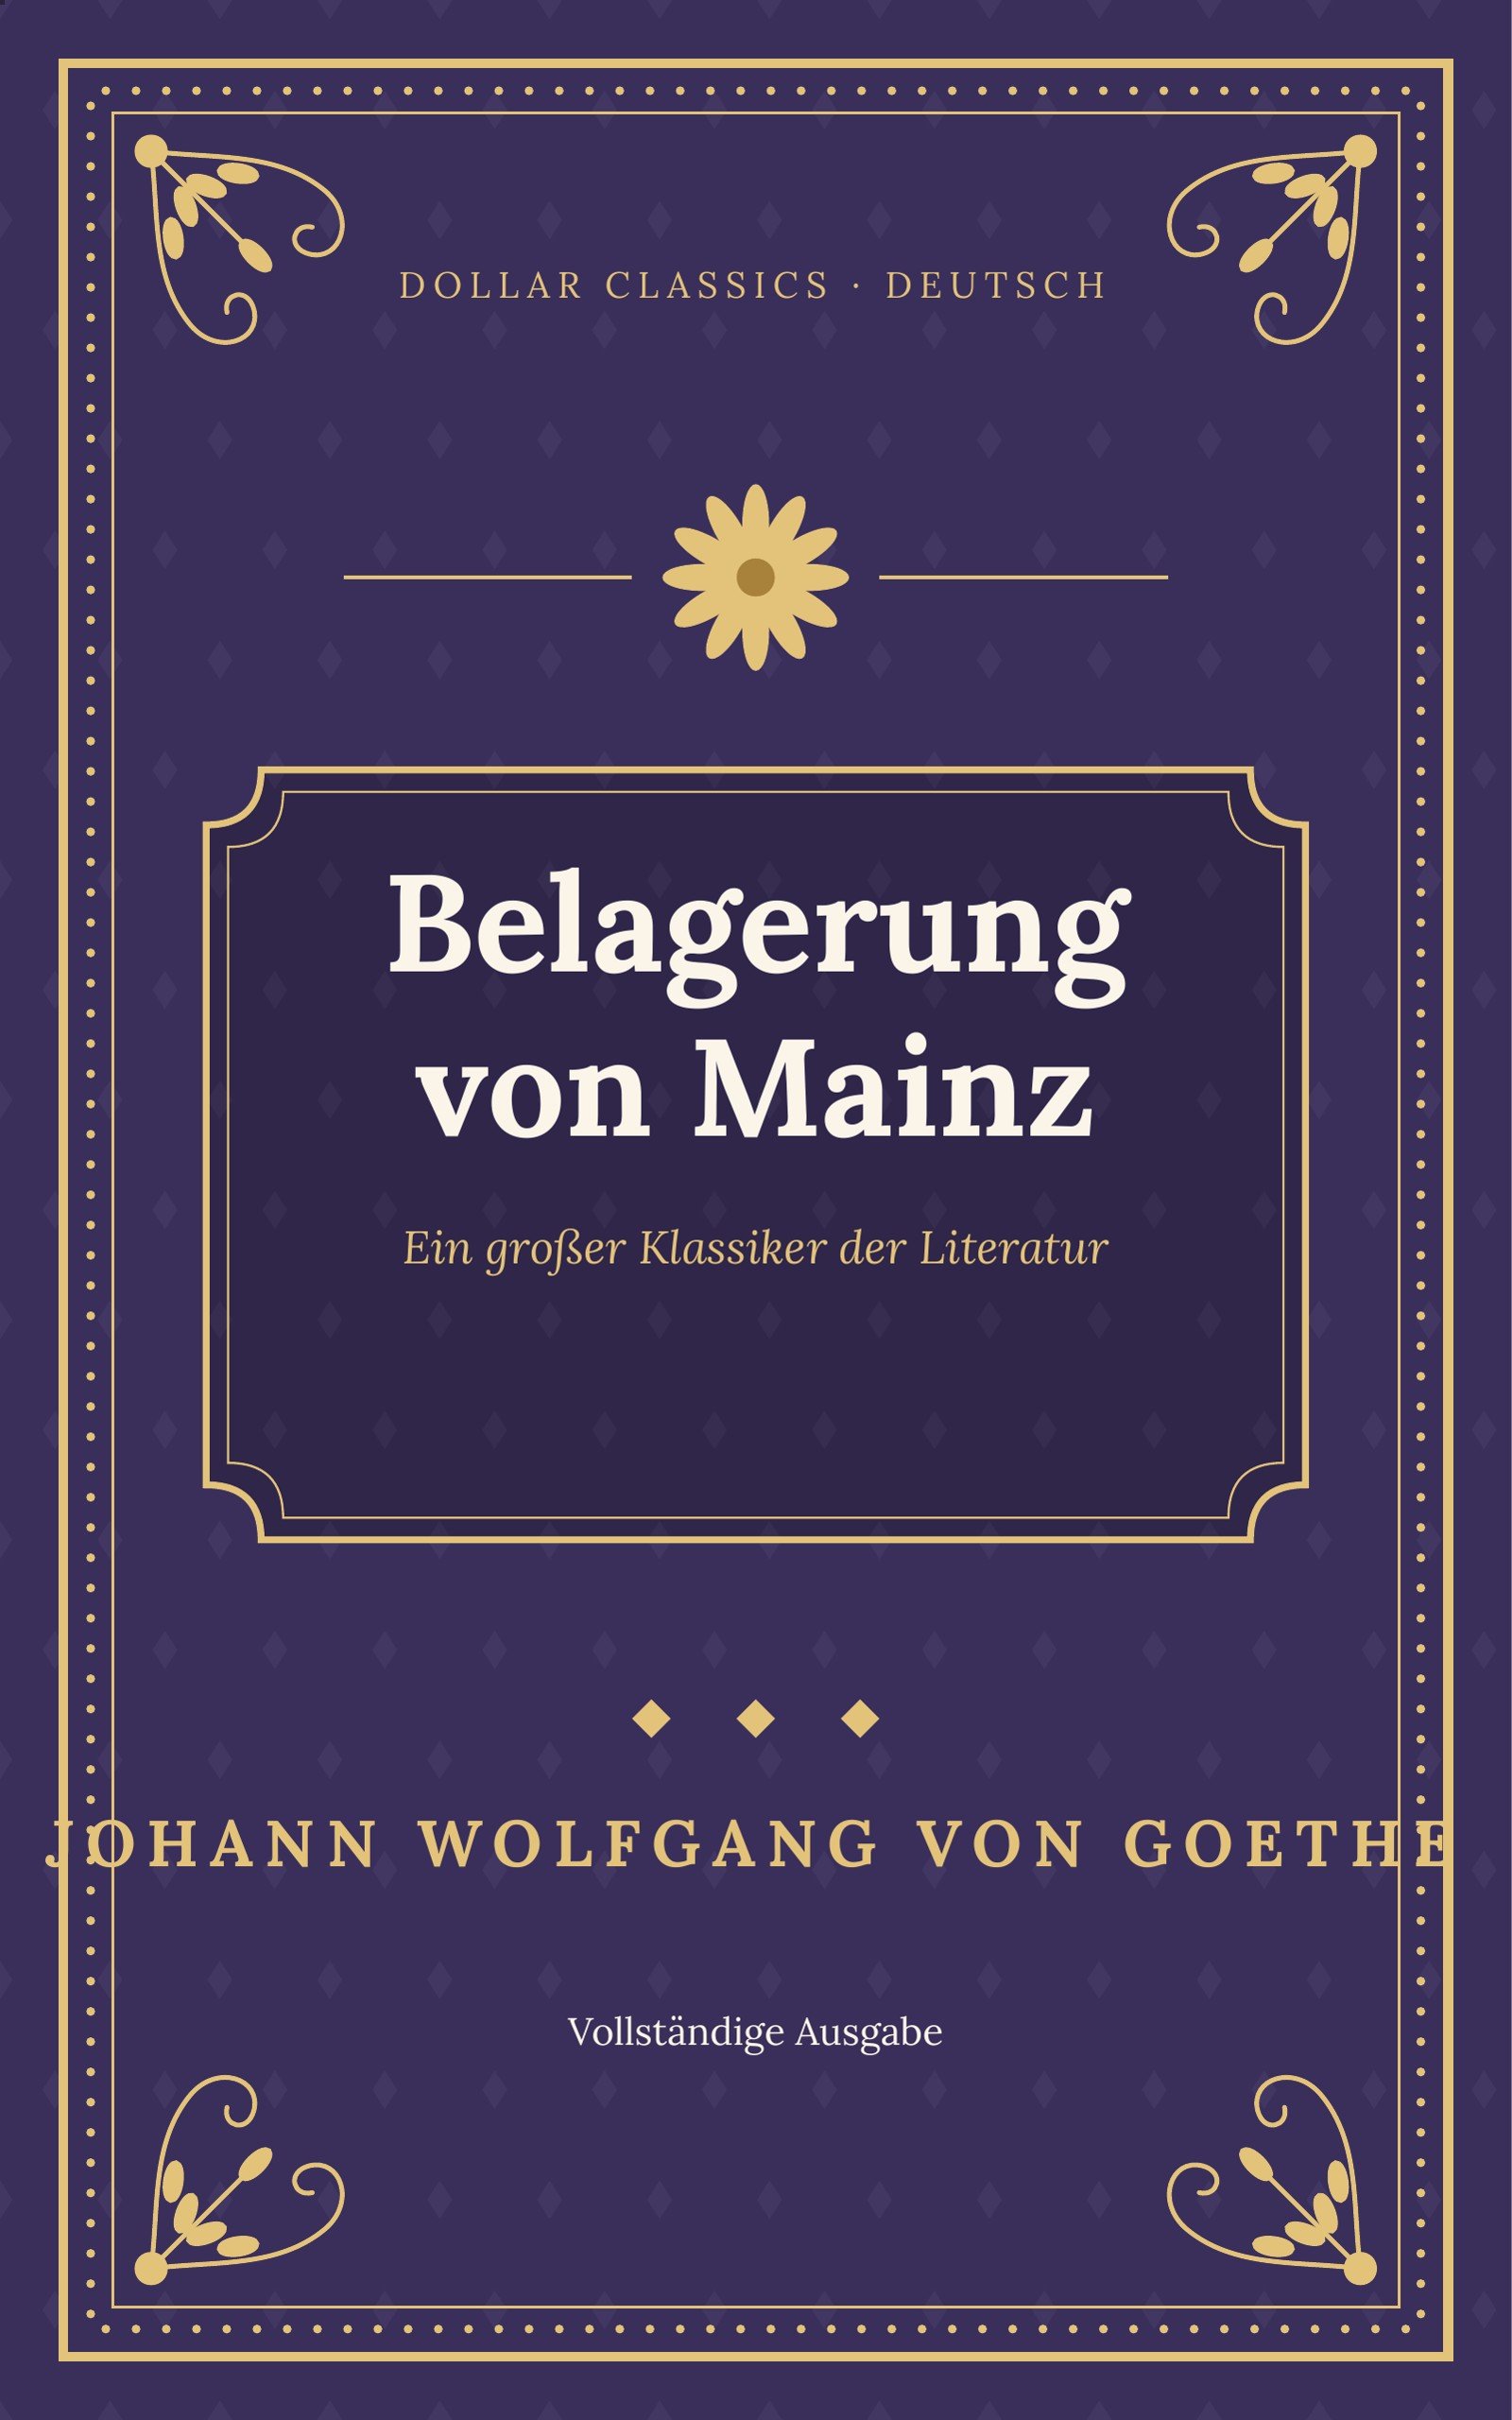 DOLLAR CLASSICS · DEUTSCH
Belagerung
von Mainz
Ein großer Klassiker der Literatur
JOHANN WOLFGANG VON GOETHE
Vollständige Ausgabe